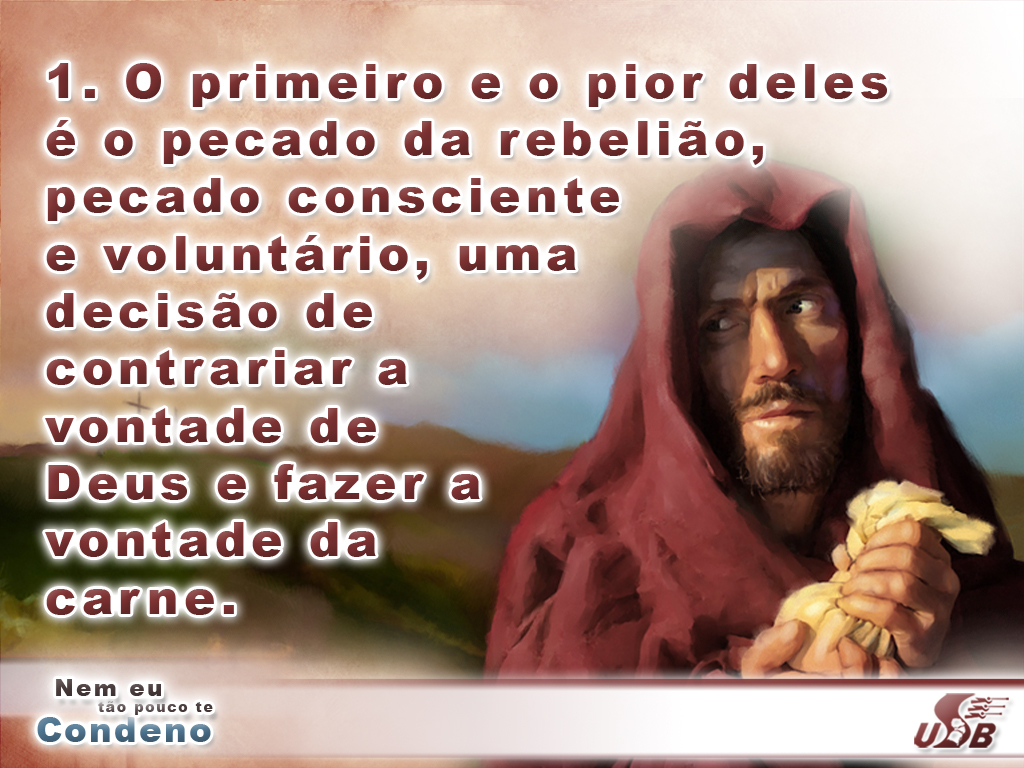 1. O primeiro e o pior deles
é o pecado da rebelião,
pecado consciente
e voluntário, uma
decisão de
contrariar a
vontade de
Deus e fazer a
vontade da
carne.
Nem eu
tão pouco te
Condeno
USB